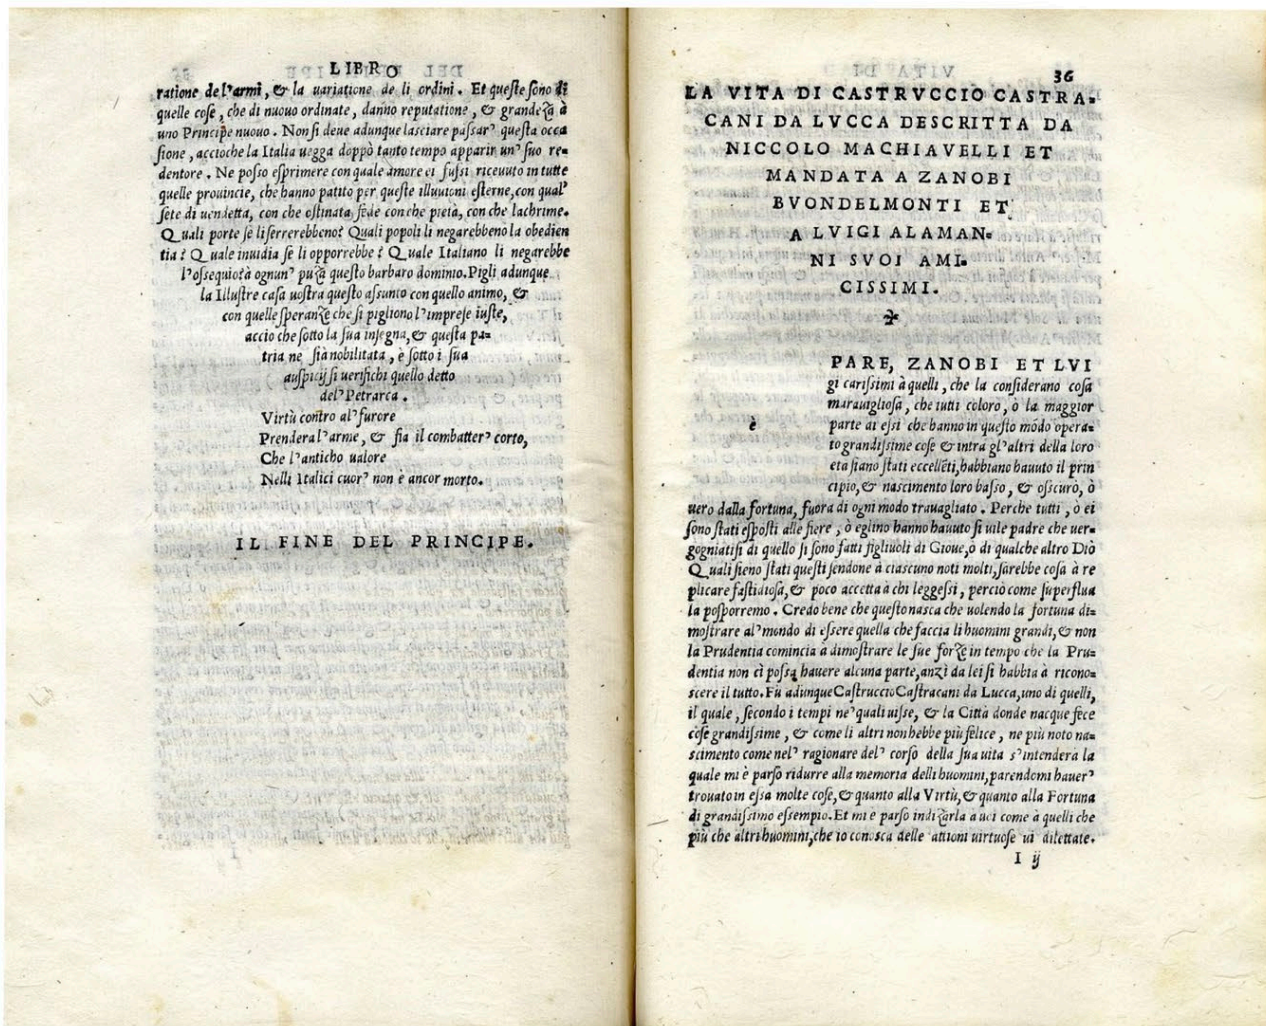 LIBRO
ratione de l'armi, & la uariatione de li ordini. Et queste sono di
quelle cose, che di nuouo ordinate, danno reputatione, & grandeza à
uno Principe nuouo. Non si deue adunque lasciare passar' questa occa
sione, accioche la Italia uegga doppò tanto tempo apparir un' suo re=
dentore. Ne posso esprimere con quale amore ei fussi riceuuto in tutte
quelle prouincie, che hanno patito per queste illuuioni esterne, con qual'
sete di uendetta, con che ostinata fede con che pietà, con che lachrime.
Quali porte se li serrerebbeno? Quali popoli li negarebbeno la obedien
tia? Quale inuidia se li opporrebbe? Quale Italiano li negarebbe
l'ossequio? à ognun' puza questo barbaro dominio. Pigli adunque
la Illustre casa uostra questo assunto con quello animo, &
con quelle speranze che si pigliono l'imprese iuste,
accio che sotto la sua insegna, & questa pa=
tria ne sia nobilitata, è sotto i sua
auspicij si uerifichi quello detto
del' Petrarca.
Virtù contro al' furore
Prendera l'arme, & fia il combatter' corto,
Che l'anticho ualore
Nelli Italici cuor' non è ancor morto.
IL FINE DEL PRINCIPE.
36
LA VITA DI CASTRVCCIO CASTRA=
CANI DA LVCCA DESCRITTA DA
NICCOLO MACHIAVELLI ET
MANDATA A ZANOBI
BVONDELMONTI ET
A LVIGI ALAMAN=
NI SVOI AMI=
CISSIMI.
PARE, ZANOBI ET LVI
gi carissimi à quelli, che la considerano cosa
marauigliosa, che tutti coloro, ò la maggior
è parte di essi che hanno in questo mòdo opera=
to grandissime cose & intra gl'altri della loro
eta siano stati eccellēti, habbiano hauuto il prin
cipio, & nascimento loro basso, & oscuro, ò
uero dalla fortuna, fuora di ogni modo trauagliato. Perche tutti, ò ei
sono stati esposti alle fiere, ò eglino hanno hauuto si uile padre che uer=
gogniatisi di quello si sono fatti figliuoli di Gioue, ò di qualche altro Diò
Quali sieno stati questi sendone à ciascuno noti molti, sarebbe cosa à re
plicare fastidiosa, & poco accetta à chi leggessi, perciò come superflua
la posporremo. Credo bene che questo nasca che uolendo la fortuna di=
mostrare al' mondo di essere quella che faccia li huomini grandi, & non
la Prudentia comincia à dimostrare le sue forze in tempo che la Pru=
dentia non ci possa hauere alcuna parte, anzi da lei si habbia à ricono=
scere il tutto. Fù adunque Castruccio Castracani da Lucca, uno di quelli,
il quale, secondo i tempi ne' quali uisse, & la Città donde nacque fece
cose grandissime, & come li altri non hebbe più felice, ne più noto na=
scimento come nel' ragionare del' corso della sua uita s'intendera la
quale mi è parso ridurre alla memoria delli huomini, parendomi hauer'
trouato in essa molte cose, & quanto alla Virtù, & quanto alla Fortuna
di grandissimo essempio. Et mi è parso indizarla a uoi come à quelli che
più che altri huomini, che io conosca delle attioni uirtuose ui dilettate.
I ij